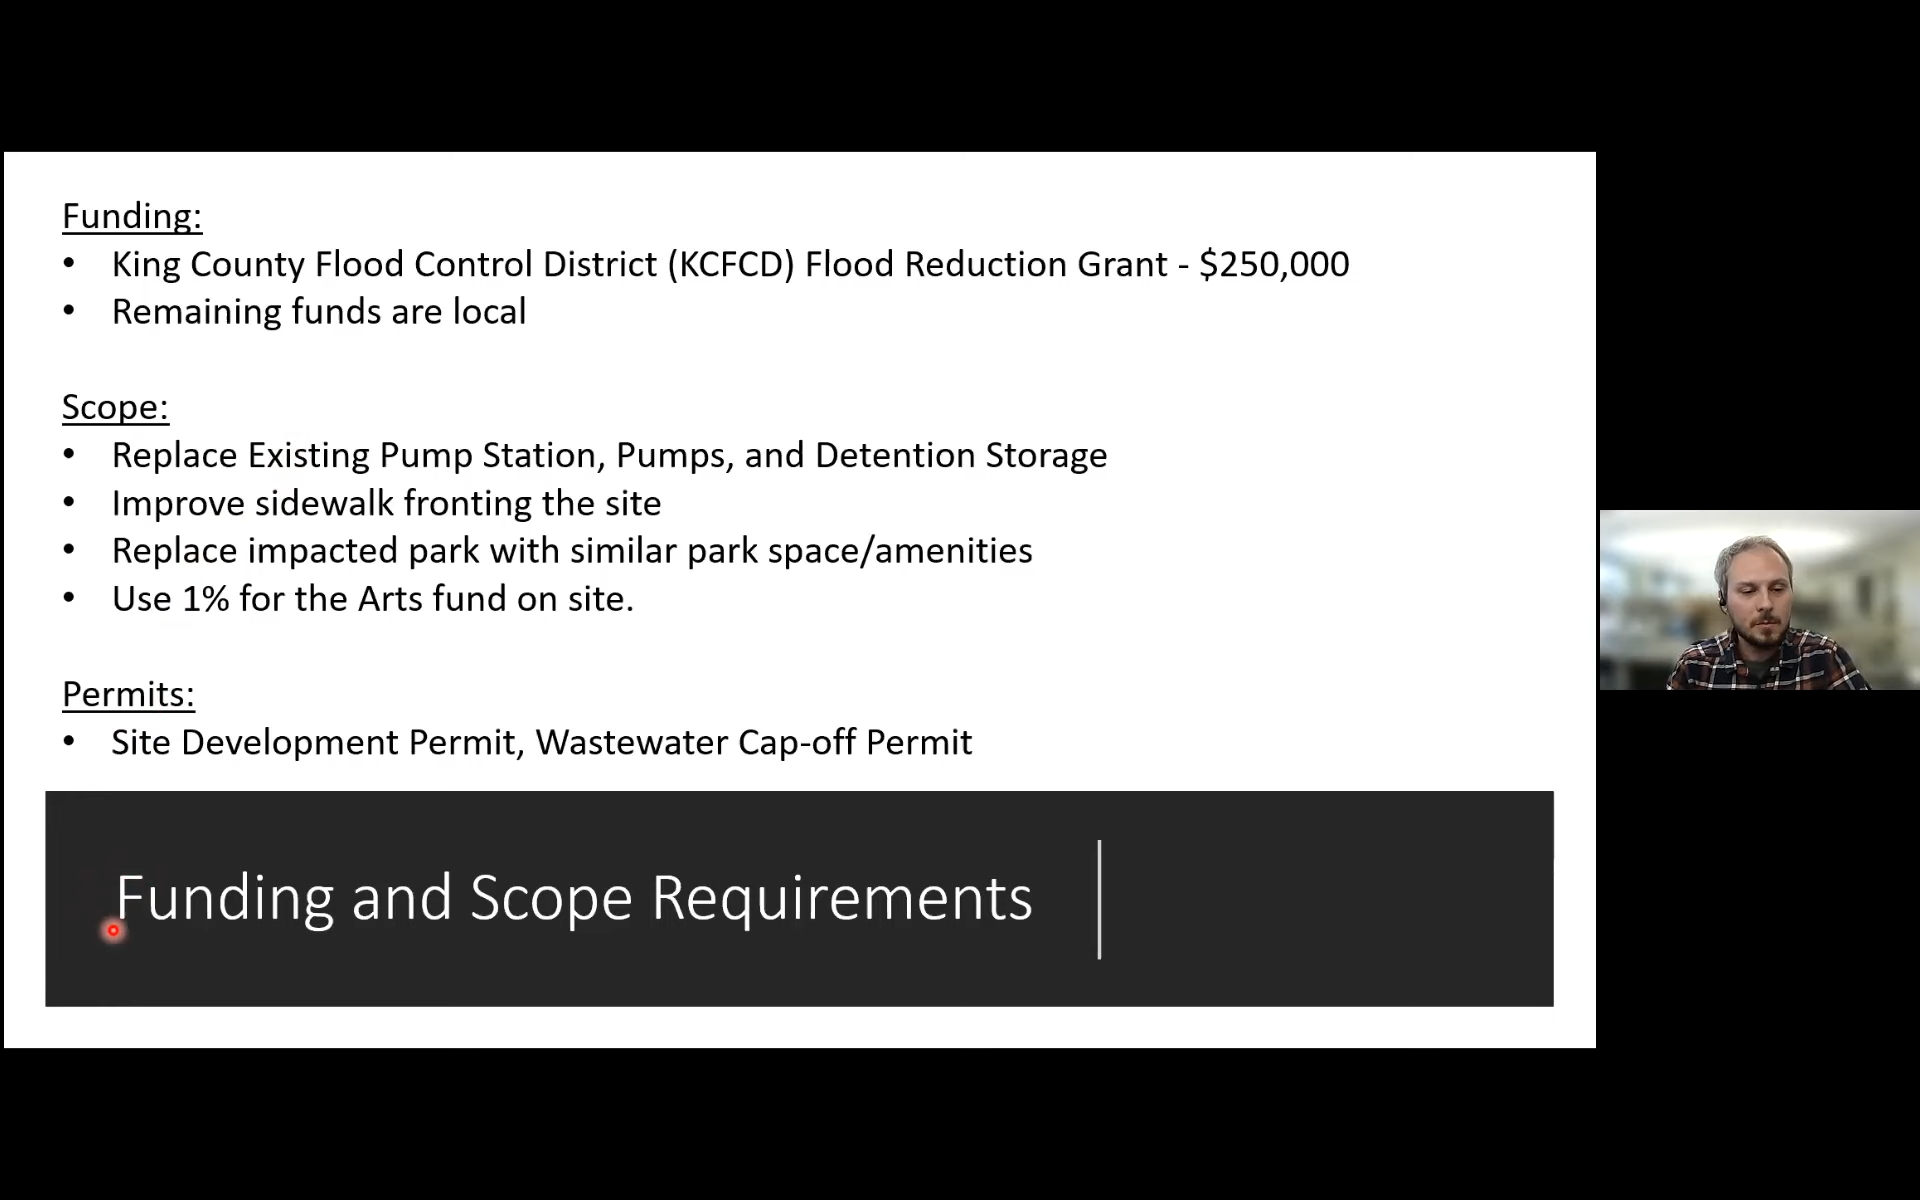 Funding:
• King County Flood Control District (KCFCD) Flood Reduction Grant - $250,000
• Remaining funds are local
Scope:
• Replace Existing Pump Station, Pumps, and Detention Storage
• Improve sidewalk fronting the site
• Replace impacted park with similar park space/amenities
• Use 1% for the Arts fund on site.
Permits:
• Site Development Permit, Wastewater Cap-off Permit
Funding and Scope Requirements